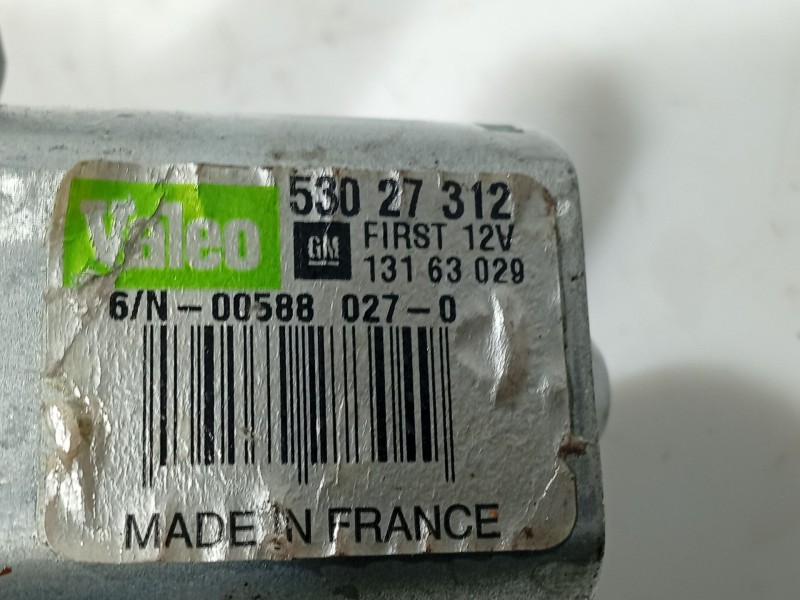 Valeo
530 27 312
GM
FIRST 12V
131 63 029
6/N-00588 027-0
MADE IN FRANCE